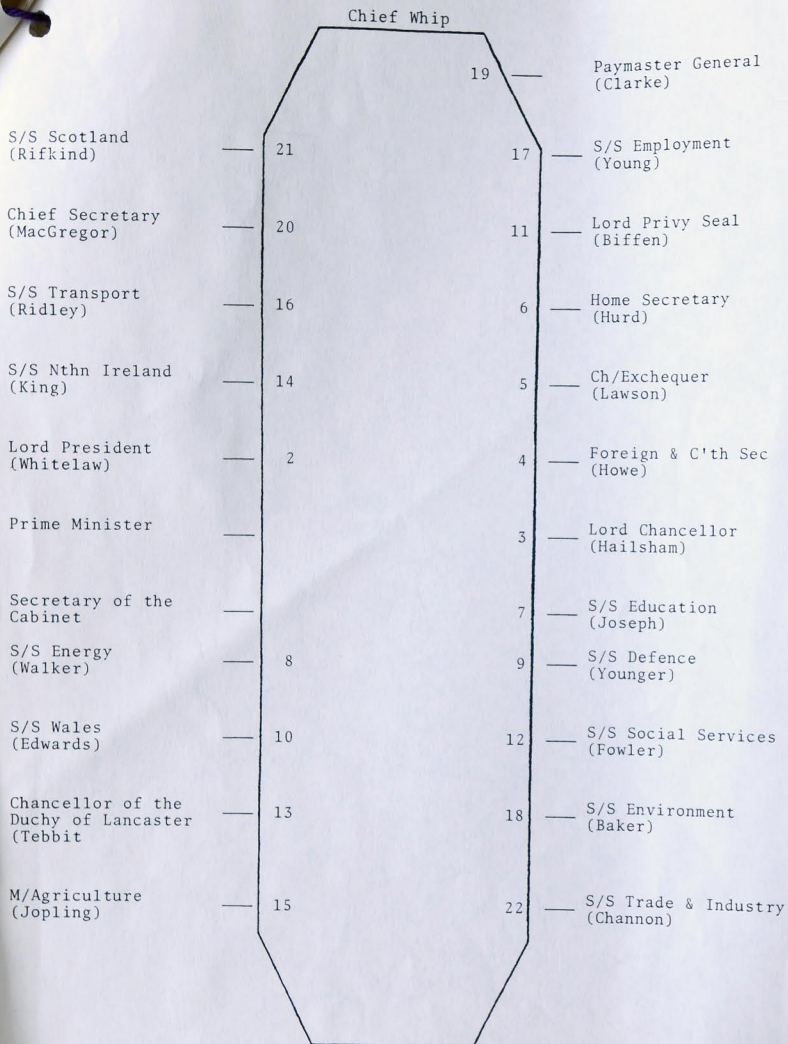 Chief Whip
19
Paymaster General
(Clarke)
S/S Scotland
(Rifkind)
21
17
S/S Employment
(Young)
Chief Secretary
(MacGregor)
20
11
Lord Privy Seal
(Biffen)
S/S Transport
(Ridley)
16
6
Home Secretary
(Hurd)
S/S Nthn Ireland
(King)
14
5
Ch/Exchequer
(Lawson)
Lord President
(Whitelaw)
2
4
Foreign & C'th Sec
(Howe)
Prime Minister
3
Lord Chancellor
(Hailsham)
Secretary of the
Cabinet
7
S/S Education
(Joseph)
S/S Energy
(Walker)
8
9
S/S Defence
(Younger)
S/S Wales
(Edwards)
10
12
S/S Social Services
(Fowler)
Chancellor of the
Duchy of Lancaster
(Tebbit
13
18
S/S Environment
(Baker)
M/Agriculture
(Jopling)
15
22
S/S Trade & Industry
(Channon)